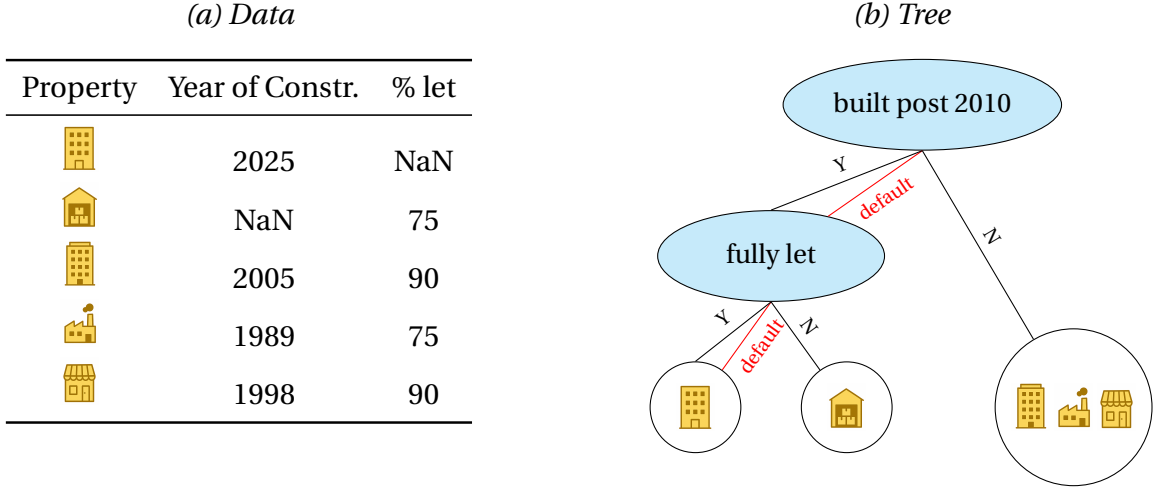 (a) Data
Property Year of Constr. % let
2025 NaN
NaN 75
2005 90
1989 75
1998 90
(b) Tree
built post 2010
Y
default
N
fully let
Y
default
N